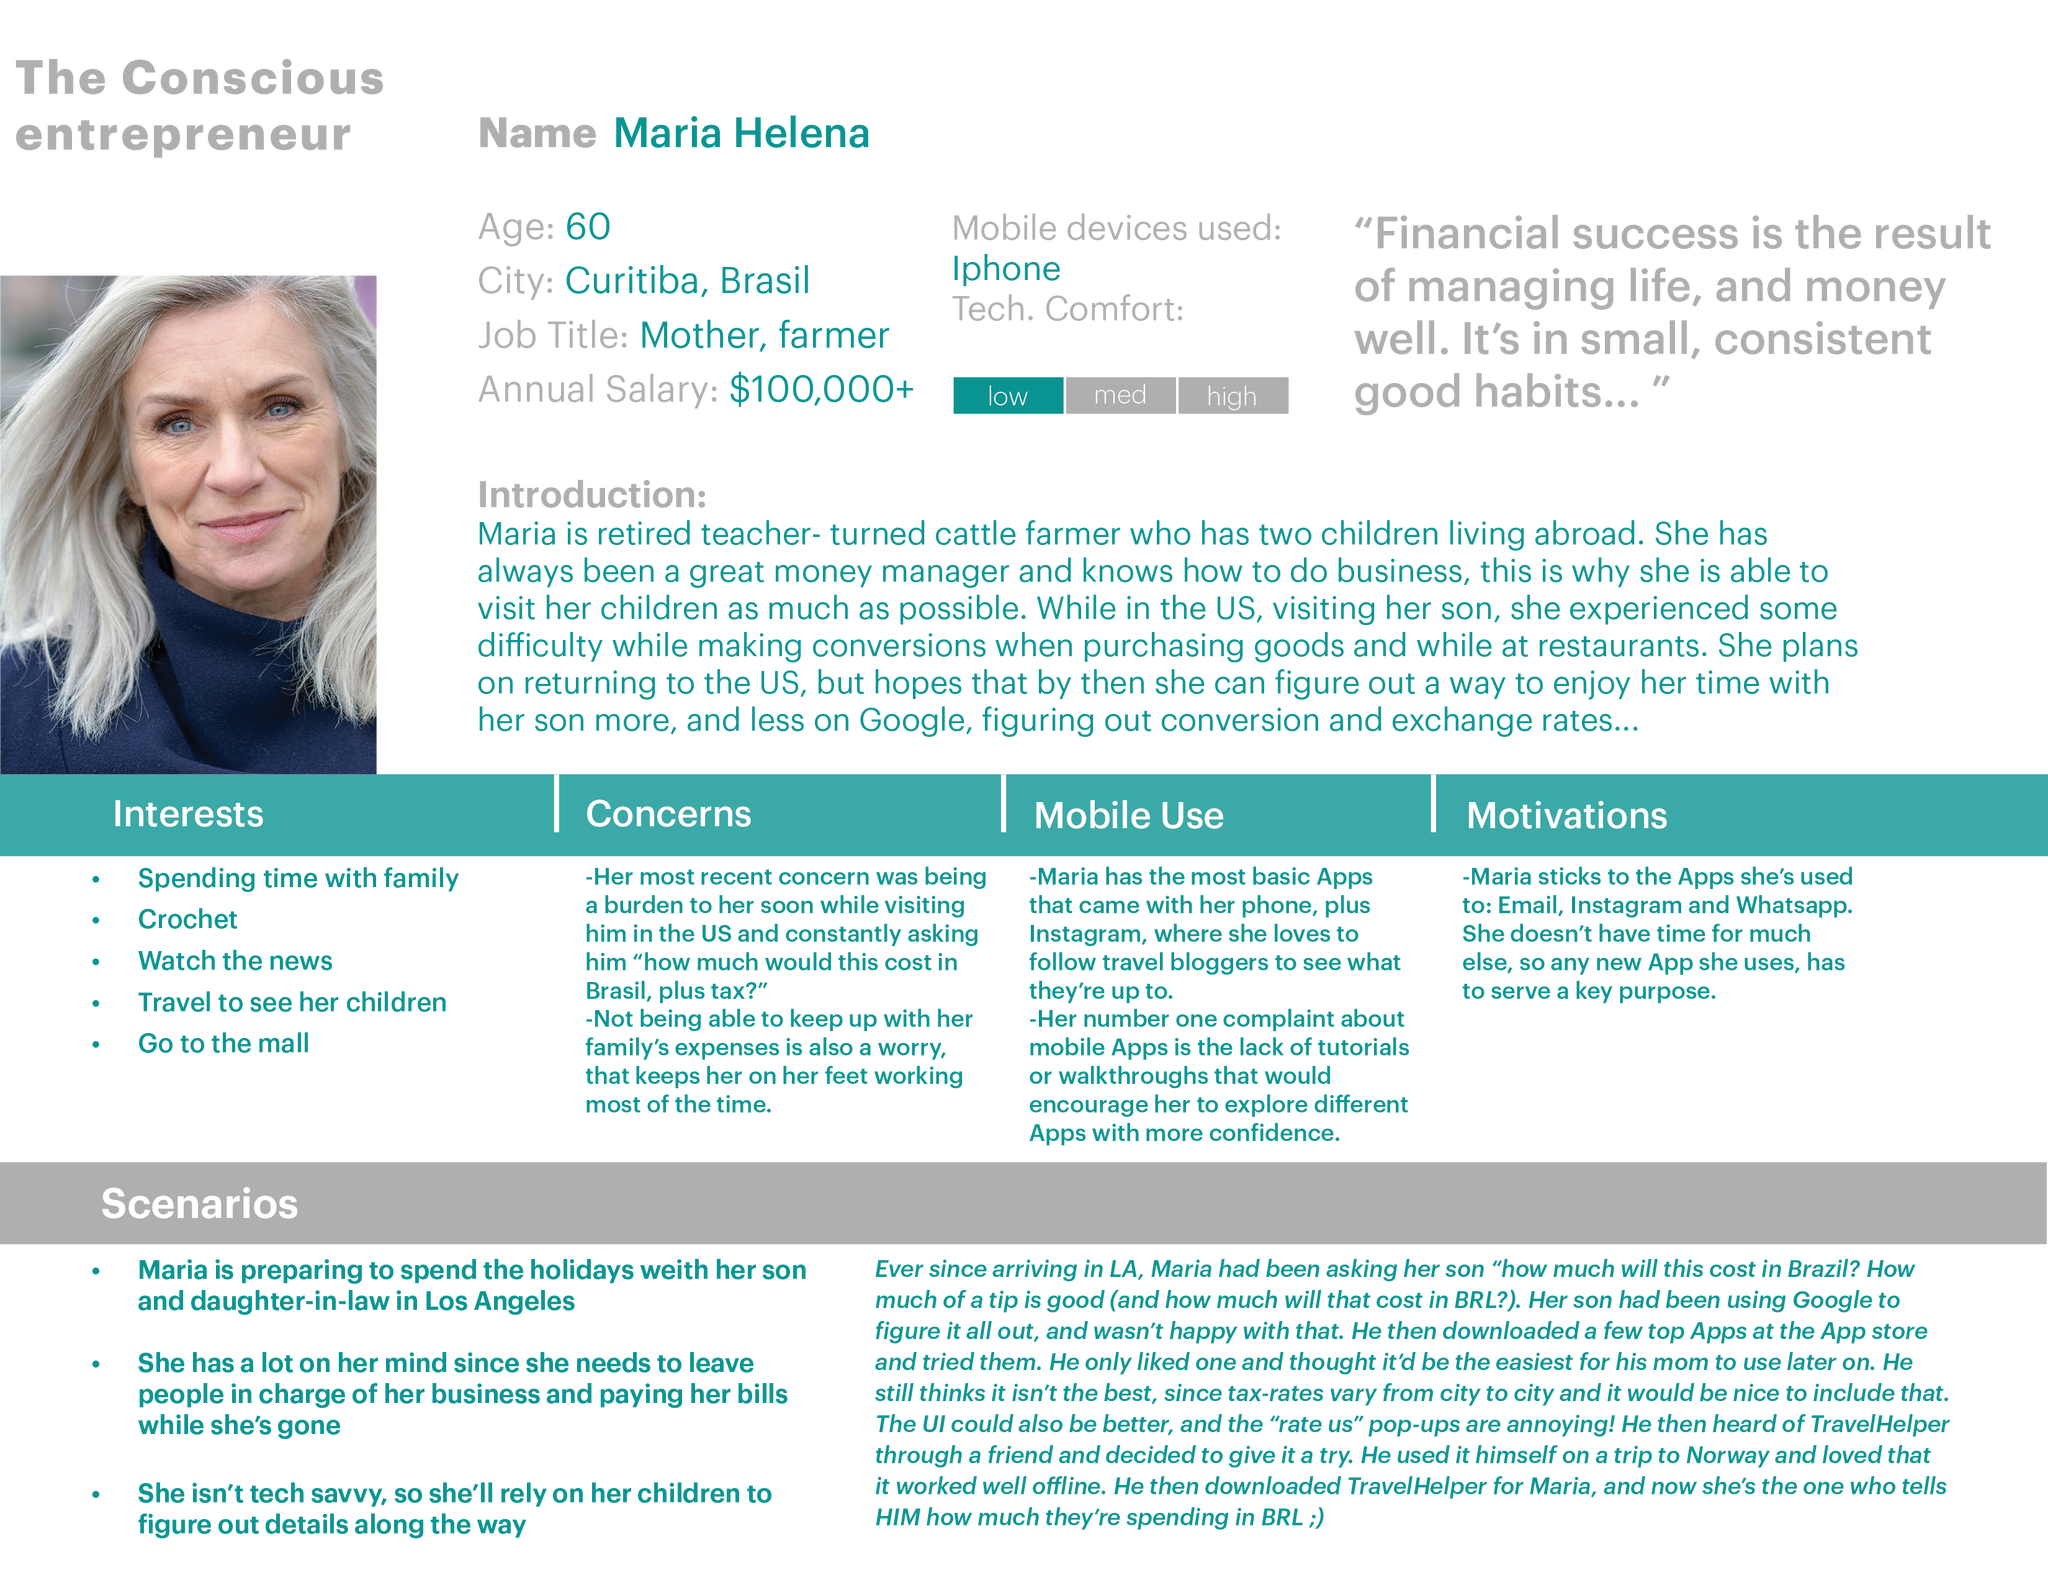 The Conscious
entrepreneur
Name Maria Helena
Age: 60
City: Curitiba, Brasil
Job Title: Mother, farmer
Annual Salary: $100,000+
Mobile devices used:
Iphone
Tech. Comfort:
low
med
high
“Financial success is the result
of managing life, and money
well. It’s in small, consistent
good habits... ”
Introduction:
Maria is retired teacher- turned cattle farmer who has two children living abroad. She has
always been a great money manager and knows how to do business, this is why she is able to
visit her children as much as possible. While in the US, visiting her son, she experienced some
difficulty while making conversions when purchasing goods and while at restaurants. She plans
on returning to the US, but hopes that by then she can figure out a way to enjoy her time with
her son more, and less on Google, figuring out conversion and exchange rates...
Interests
• Spending time with family
• Crochet
• Watch the news
• Travel to see her children
• Go to the mall
Concerns
-Her most recent concern was being
a burden to her soon while visiting
him in the US and constantly asking
him “how much would this cost in
Brasil, plus tax?”
-Not being able to keep up with her
family’s expenses is also a worry,
that keeps her on her feet working
most of the time.
Mobile Use
-Maria has the most basic Apps
that came with her phone, plus
Instagram, where she loves to
follow travel bloggers to see what
they’re up to.
-Her number one complaint about
mobile Apps is the lack of tutorials
or walkthroughs that would
encourage her to explore different
Apps with more confidence.
Motivations
-Maria sticks to the Apps she’s used
to: Email, Instagram and Whatsapp.
She doesn’t have time for much
else, so any new App she uses, has
to serve a key purpose.
Scenarios
• Maria is preparing to spend the holidays weith her son
and daughter-in-law in Los Angeles
• She has a lot on her mind since she needs to leave
people in charge of her business and paying her bills
while she’s gone
• She isn’t tech savvy, so she’ll rely on her children to
figure out details along the way
Ever since arriving in LA, Maria had been asking her son “how much will this cost in Brazil? How
much of a tip is good (and how much will that cost in BRL?). Her son had been using Google to
figure it all out, and wasn’t happy with that. He then downloaded a few top Apps at the App store
and tried them. He only liked one and thought it’d be the easiest for his mom to use later on. He
still thinks it isn’t the best, since tax-rates vary from city to city and it would be nice to include that.
The UI could also be better, and the “rate us” pop-ups are annoying! He then heard of TravelHelper
through a friend and decided to give it a try. He used it himself on a trip to Norway and loved that
it worked well offline. He then downloaded TravelHelper for Maria, and now she’s the one who tells
HIM how much they’re spending in BRL ;)